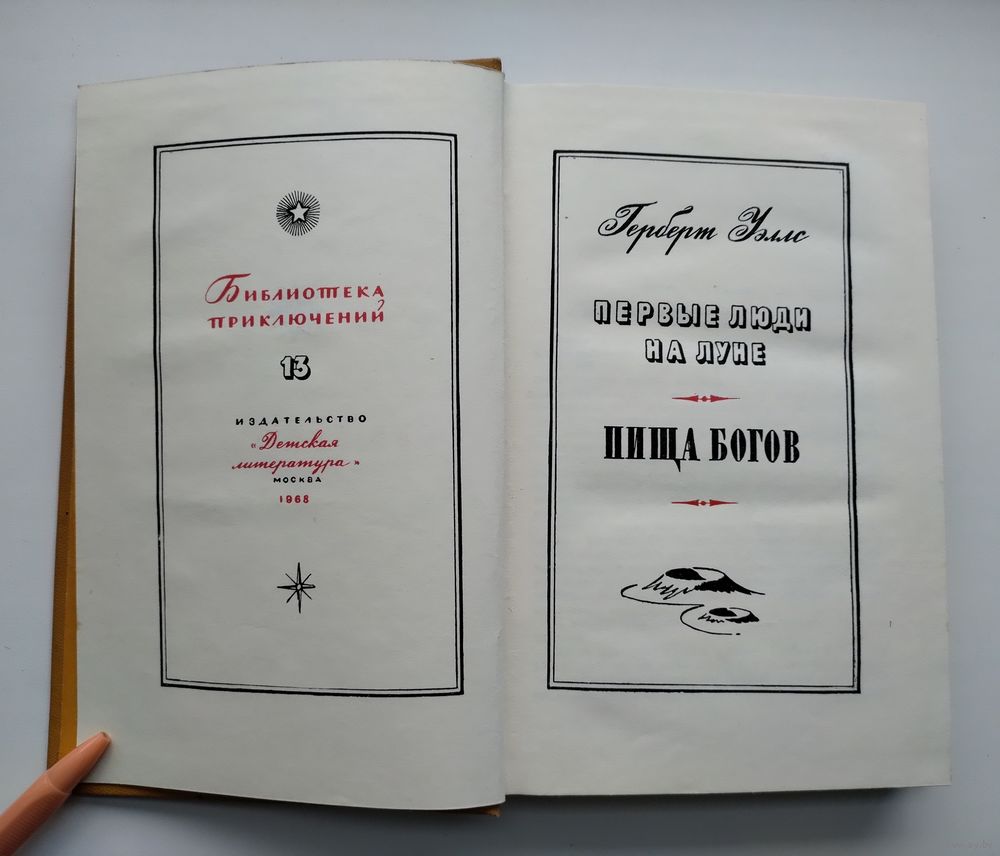 Библиотека
приключений
13
ИЗДАТЕЛЬСТВО
«Детская
литература»
МОСКВА
1968
Герберт Уэллс
ПЕРВЫЕ ЛЮДИ
НА ЛУНЕ
ПИЩА БОГОВ